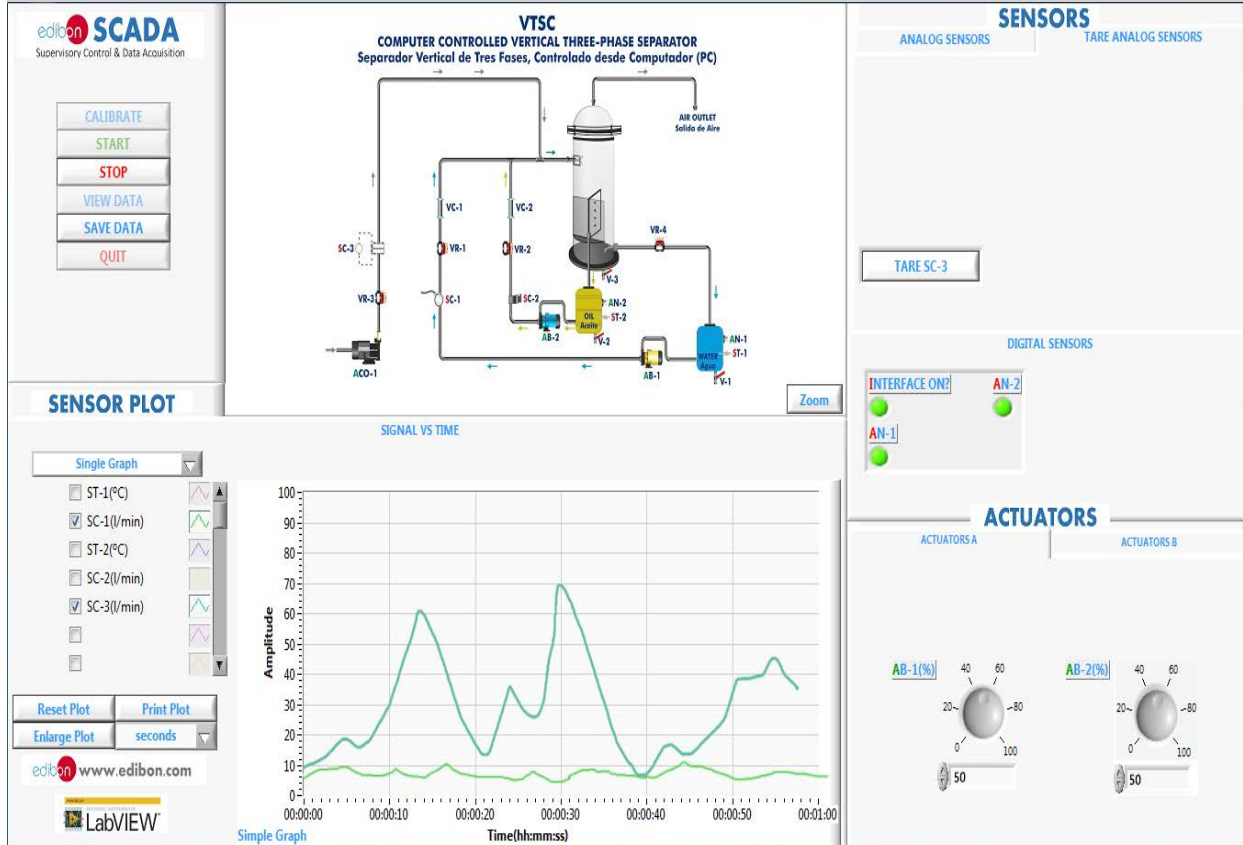 edibon SCADA
Supervisory Control & Data Acquisition
CALIBRATE
START
STOP
VIEW DATA
SAVE DATA
QUIT
VTSC
COMPUTER CONTROLLED VERTICAL THREE-PHASE SEPARATOR
Separador Vertical de Tres Fases, Controlado desde Computador (PC)
AIR OUTLET
Salida de Aire
VC-1
VC-2
SC-3
VR-1
VR-2
VR-4
V-3
VR-3
SC-1
SC-2
AN-2
OIL
Aceite
ST-2
AB-2
V-2
AN-1
WATER
Agua
ST-1
ACO-1
AB-1
V-1
Zoom
SENSORS
ANALOG SENSORS
TARE ANALOG SENSORS
TARE SC-3
DIGITAL SENSORS
INTERFACE ON?
AN-2
AN-1
SENSOR PLOT
SIGNAL VS TIME
Single Graph
ST-1(ºC)
SC-1(l/min)
ST-2(ºC)
SC-2(l/min)
SC-3(l/min)
Reset Plot
Print Plot
Enlarge Plot
seconds
edibon www.edibon.com
LabVIEW
Amplitude
100
90
80
70
60
50
40
30
20
10
0
00:00:00
00:00:10
00:00:20
00:00:30
00:00:40
00:00:50
00:01:00
Simple Graph
Time(hh:mm:ss)
ACTUATORS
ACTUATORS A
ACTUATORS B
AB-1(%)
0
20
40
60
80
100
50
AB-2(%)
0
20
40
60
80
100
50